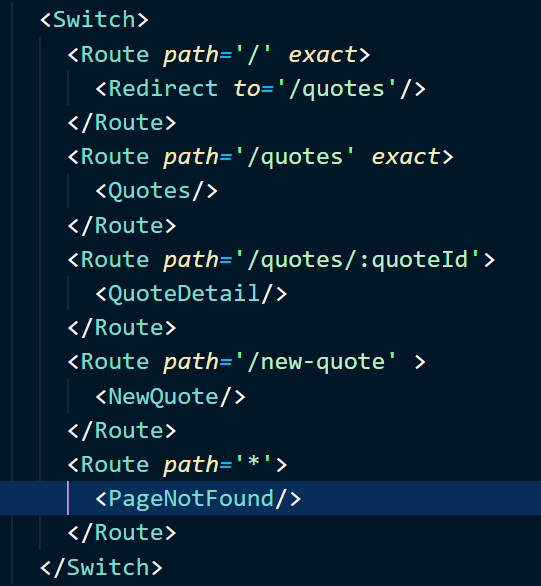 <Switch>
<Route path='/' exact>
<Redirect to='/quotes'/>
</Route>
<Route path='/quotes' exact>
<Quotes/>
</Route>
<Route path='/quotes/:quoteId'>
<QuoteDetail/>
</Route>
<Route path='/new-quote' >
<NewQuote/>
</Route>
<Route path='*'>
<PageNotFound/>
</Route>
</Switch>